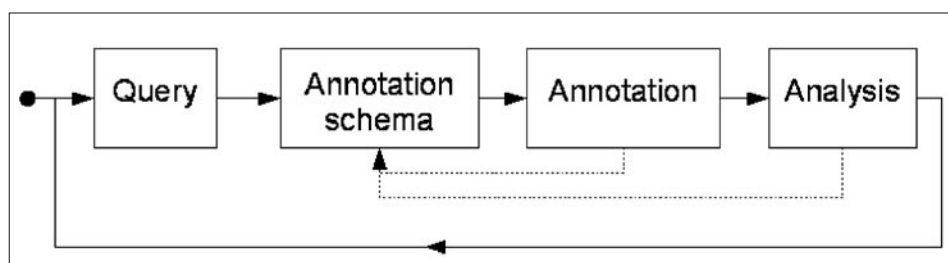 Query
Annotation
schema
Annotation
Analysis